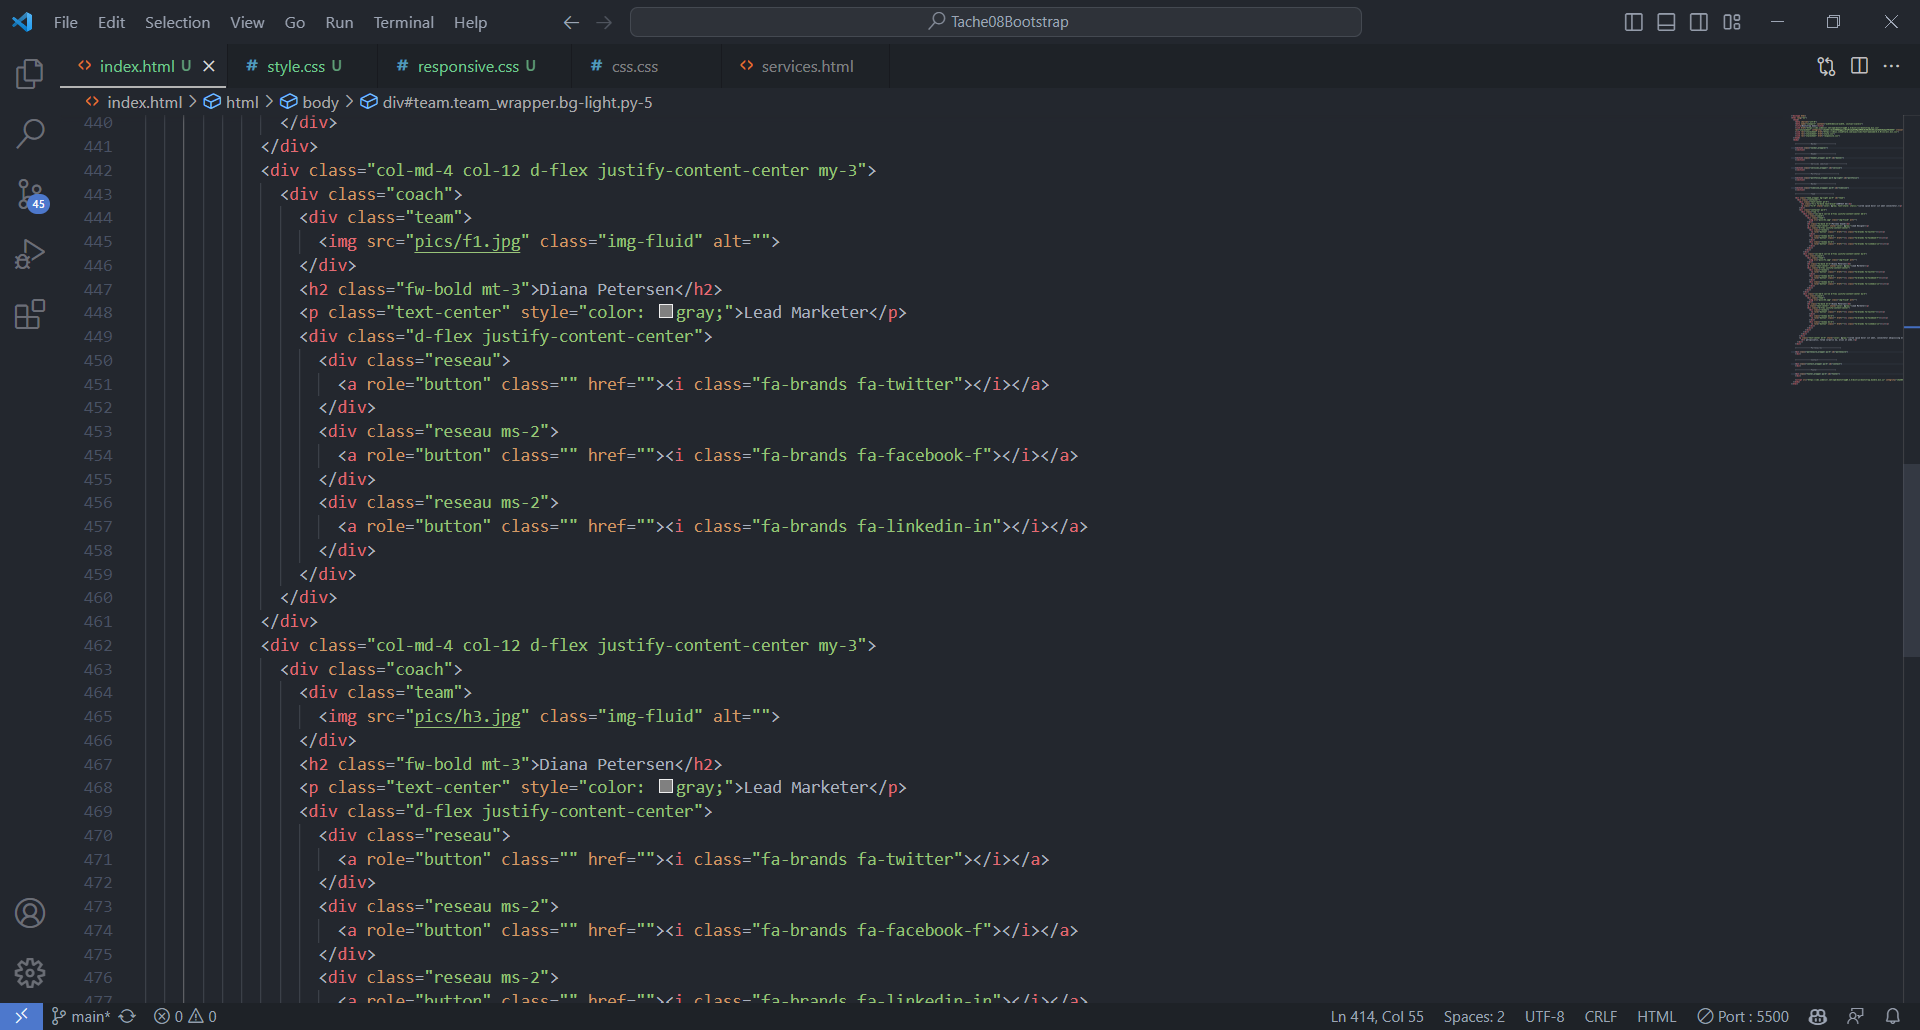 File Edit Selection View Go Run Terminal Help
Tache08Bootstrap
index.html U
style.css U
responsive.css U
css.css
services.html
index.html > html > body > div#team.team_wrapper.bg-light.py-5
440 </div>
441 </div>
442 <div class="col-md-4 col-12 d-flex justify-content-center my-3">
443 <div class="coach">
444 <div class="team">
445 <img src="pics/f1.jpg" class="img-fluid" alt="">
446 </div>
447 <h2 class="fw-bold mt-3">Diana Petersen</h2>
448 <p class="text-center" style="color: gray;">Lead Marketer</p>
449 <div class="d-flex justify-content-center">
450 <div class="reseau">
451 <a role="button" class="" href=""><i class="fa-brands fa-twitter"></i></a>
452 </div>
453 <div class="reseau ms-2">
454 <a role="button" class="" href=""><i class="fa-brands fa-facebook-f"></i></a>
455 </div>
456 <div class="reseau ms-2">
457 <a role="button" class="" href=""><i class="fa-brands fa-linkedin-in"></i></a>
458 </div>
459 </div>
460 </div>
461 </div>
462 <div class="col-md-4 col-12 d-flex justify-content-center my-3">
463 <div class="coach">
464 <div class="team">
465 <img src="pics/h3.jpg" class="img-fluid" alt="">
466 </div>
467 <h2 class="fw-bold mt-3">Diana Petersen</h2>
468 <p class="text-center" style="color: gray;">Lead Marketer</p>
469 <div class="d-flex justify-content-center">
470 <div class="reseau">
471 <a role="button" class="" href=""><i class="fa-brands fa-twitter"></i></a>
472 </div>
473 <div class="reseau ms-2">
474 <a role="button" class="" href=""><i class="fa-brands fa-facebook-f"></i></a>
475 </div>
476 <div class="reseau ms-2">
477 <a role="button" class="" href=""><i class="fa-brands fa-linkedin-in"></i></a>
45
main* 0 0
Ln 414, Col 55 Spaces: 2 UTF-8 CRLF HTML Port : 5500